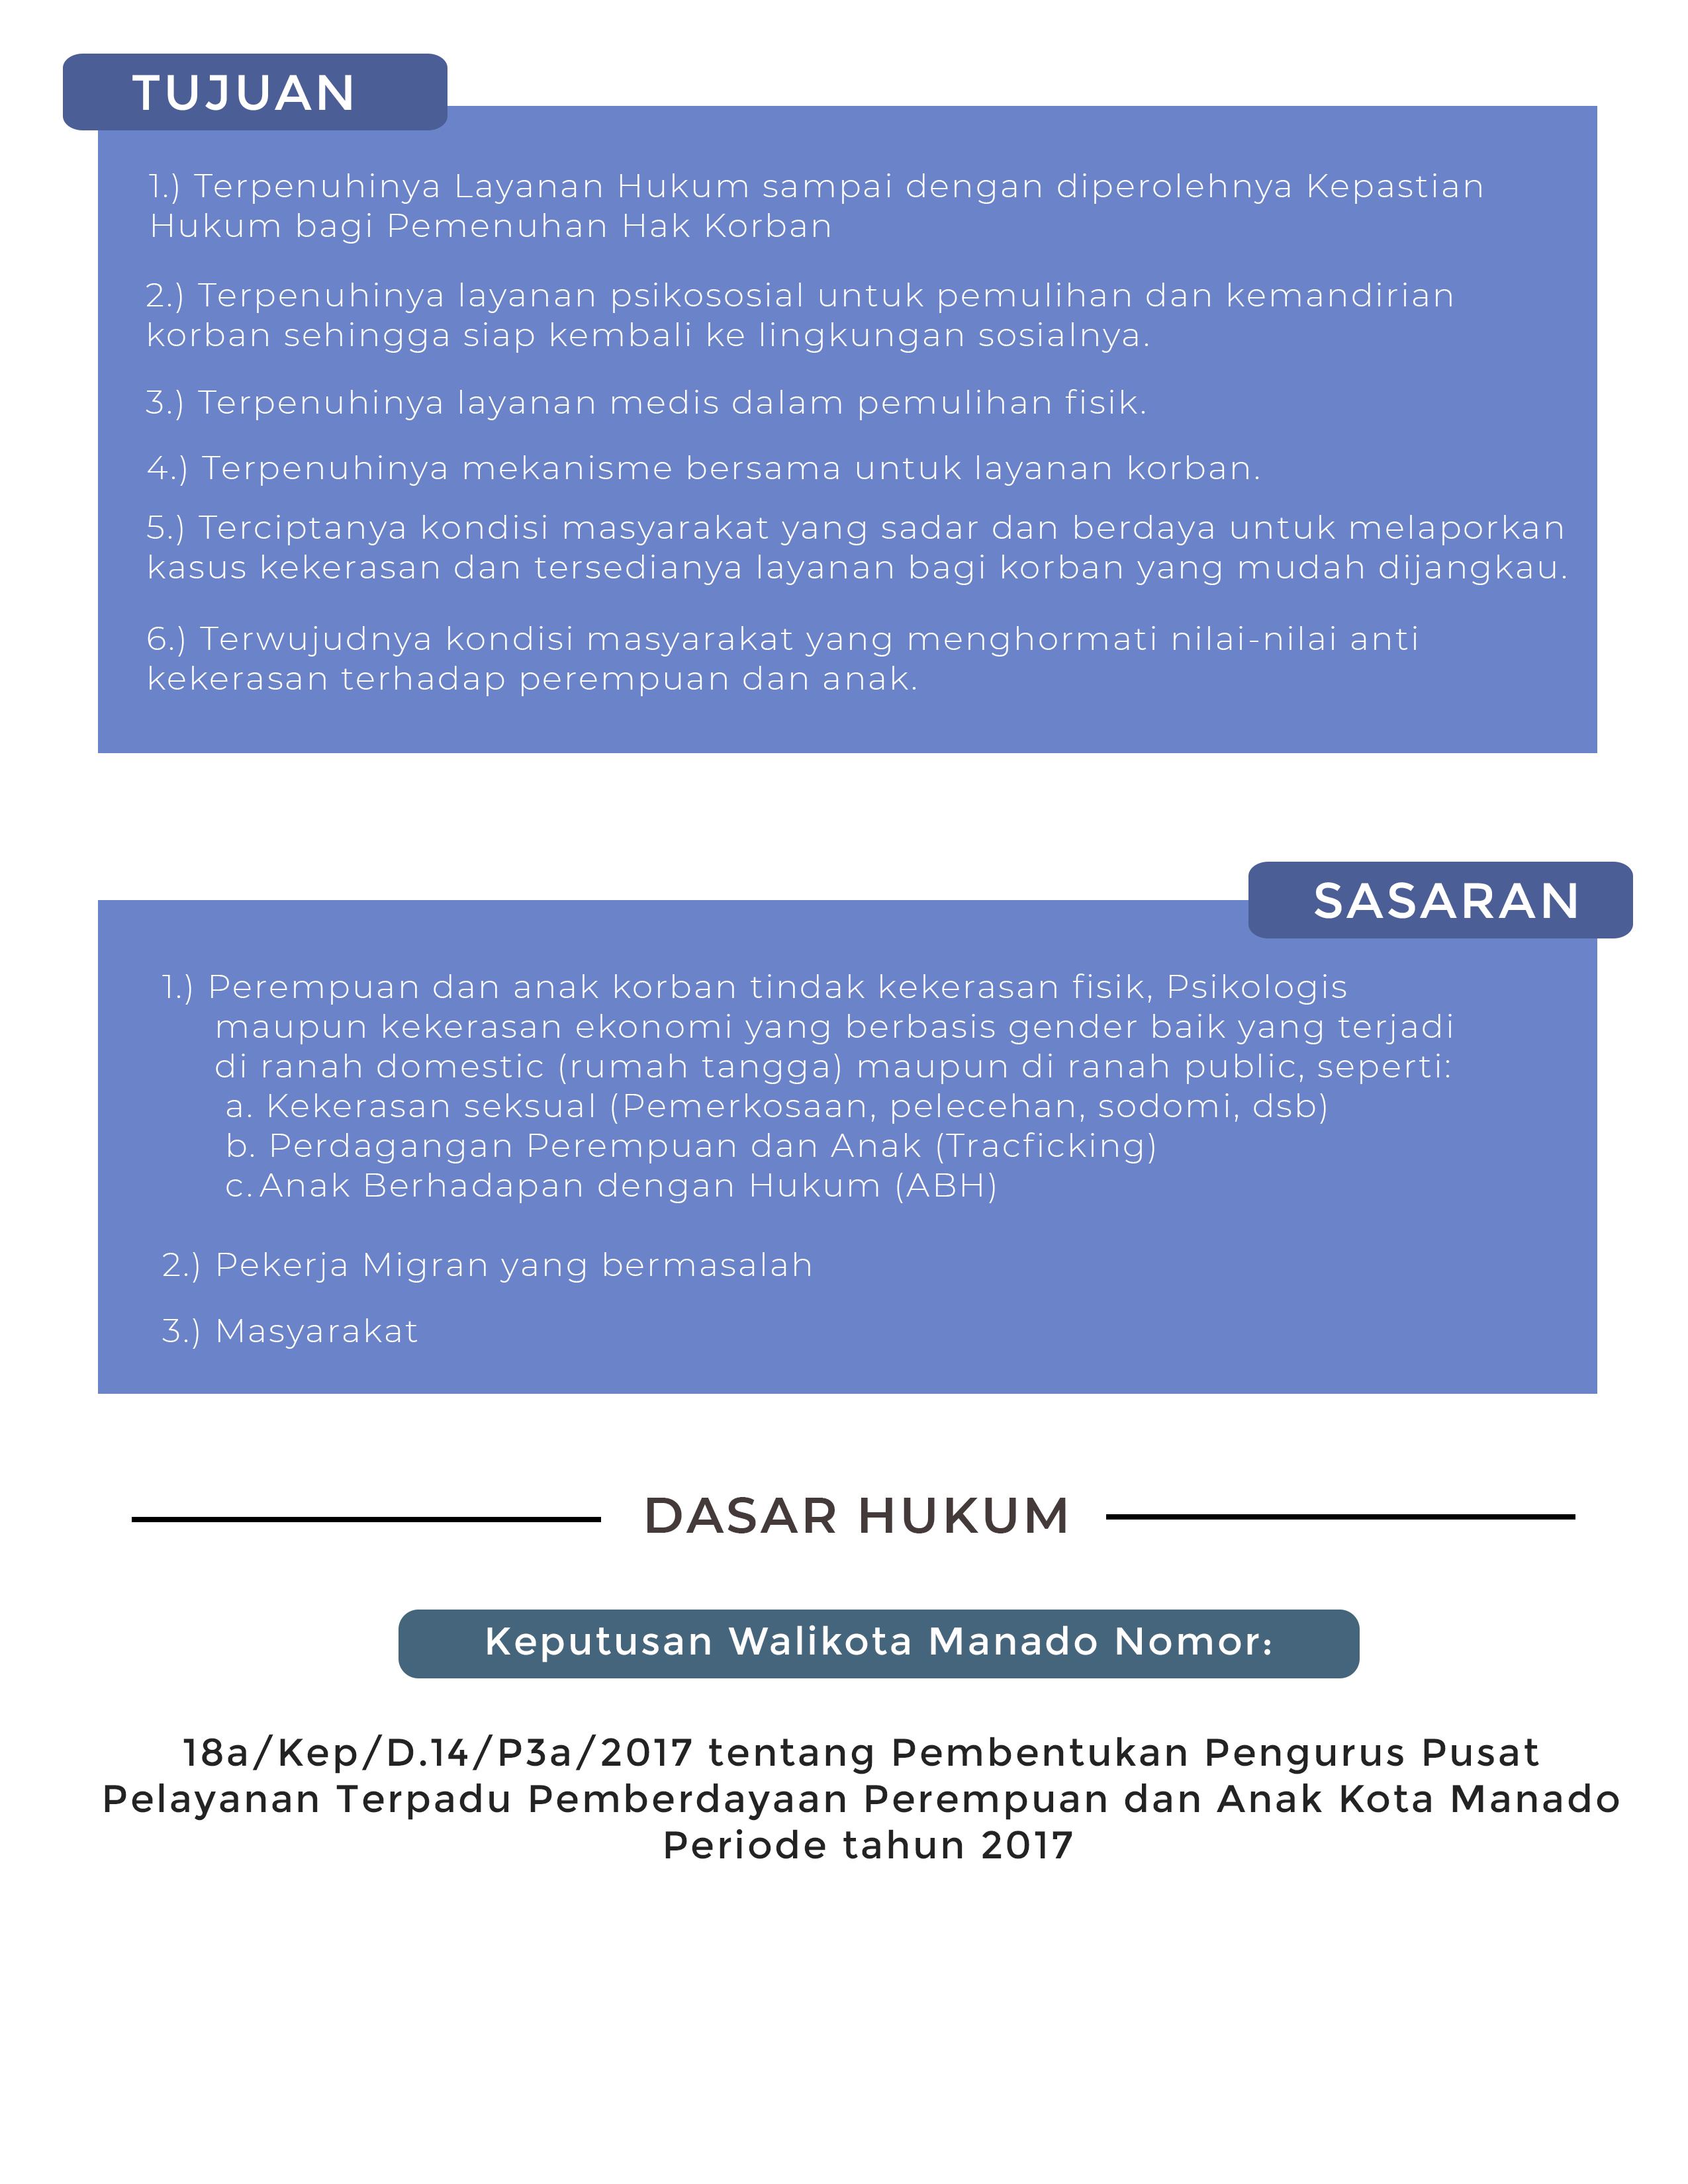 TUJUAN
1.) Terpenuhinya Layanan Hukum sampai dengan diperolehnya Kepastian
Hukum bagi Pemenuhan Hak Korban
2.) Terpenuhinya layanan psikososial untuk pemulihan dan kemandirian
korban sehingga siap kembali ke lingkungan sosialnya.
3.) Terpenuhinya layanan medis dalam pemulihan fisik.
4.) Terpenuhinya mekanisme bersama untuk layanan korban.
5.) Terciptanya kondisi masyarakat yang sadar dan berdaya untuk melaporkan
kasus kekerasan dan tersedianya layanan bagi korban yang mudah dijangkau.
6.) Terwujudnya kondisi masyarakat yang menghormati nilai-nilai anti
kekerasan terhadap perempuan dan anak.
SASARAN
1.) Perempuan dan anak korban tindak kekerasan fisik, Psikologis
maupun kekerasan ekonomi yang berbasis gender baik yang terjadi
di ranah domestic (rumah tangga) maupun di ranah public, seperti:
a. Kekerasan seksual (Pemerkosaan, pelecehan, sodomi, dsb)
b. Perdagangan Perempuan dan Anak (Tracficking)
c. Anak Berhadapan dengan Hukum (ABH)
2.) Pekerja Migran yang bermasalah
3.) Masyarakat
DASAR HUKUM
Keputusan Walikota Manado Nomor:
18a/Kep/D.14/P3a/2017 tentang Pembentukan Pengurus Pusat
Pelayanan Terpadu Pemberdayaan Perempuan dan Anak Kota Manado
Periode tahun 2017